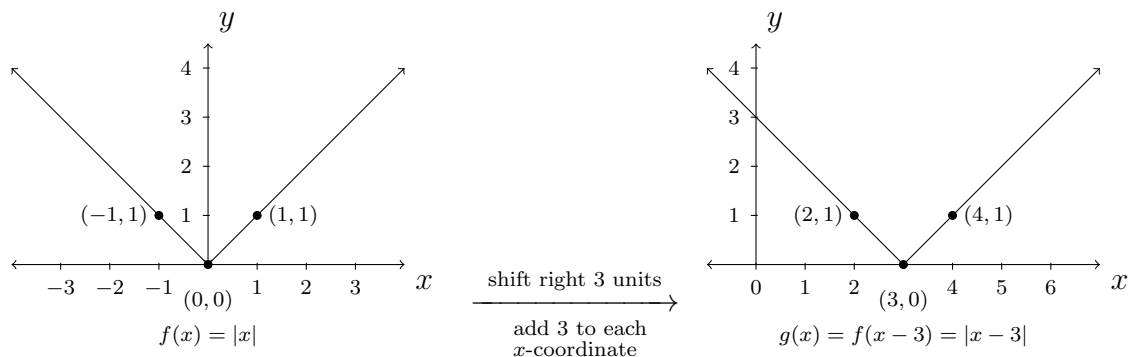 y
4
3
2
1
(−1, 1)
(1, 1)
−3 −2 −1 1 2 3
x
(0, 0)
f(x) = |x|
shift right 3 units
add 3 to each
x-coordinate
y
4
3
2
1
(2, 1)
(4, 1)
0 1 2 4 5 6
x
(3, 0)
g(x) = f(x − 3) = |x − 3|